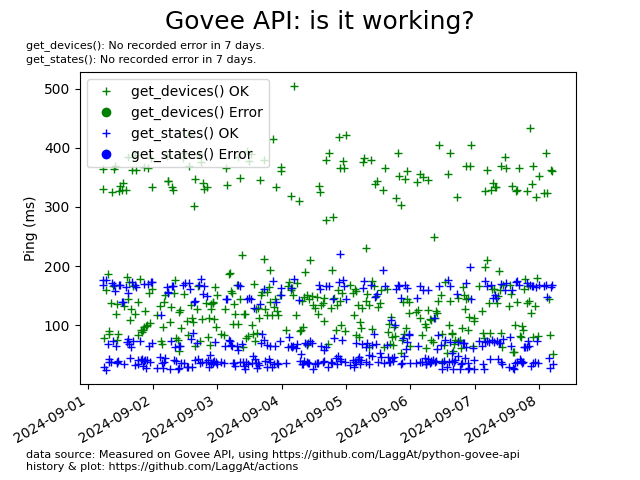 Govee API: is it working?
get_devices(): No recorded error in 7 days.
get_states(): No recorded error in 7 days.
get_devices() OK
get_devices() Error
get_states() OK
get_states() Error
500
400
300
200
100
Ping (ms)
2024-09-01
2024-09-02
2024-09-03
2024-09-04
2024-09-05
2024-09-06
2024-09-07
2024-09-08
data source: Measured on Govee API, using https://github.com/LaggAt/python-govee-api
history & plot: https://github.com/LaggAt/actions